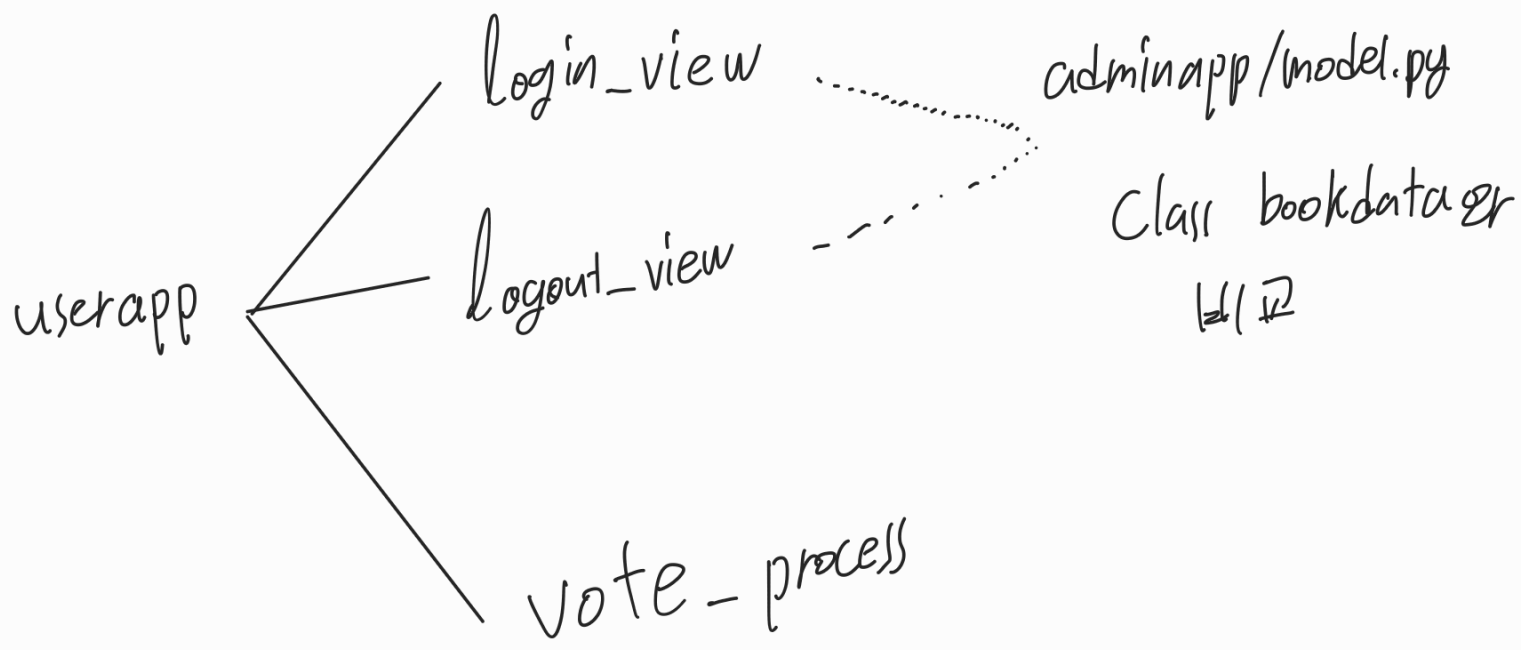 login_view
adminapp/model.py
Class bookdata와
비교
logout_view
userapp
vote_process